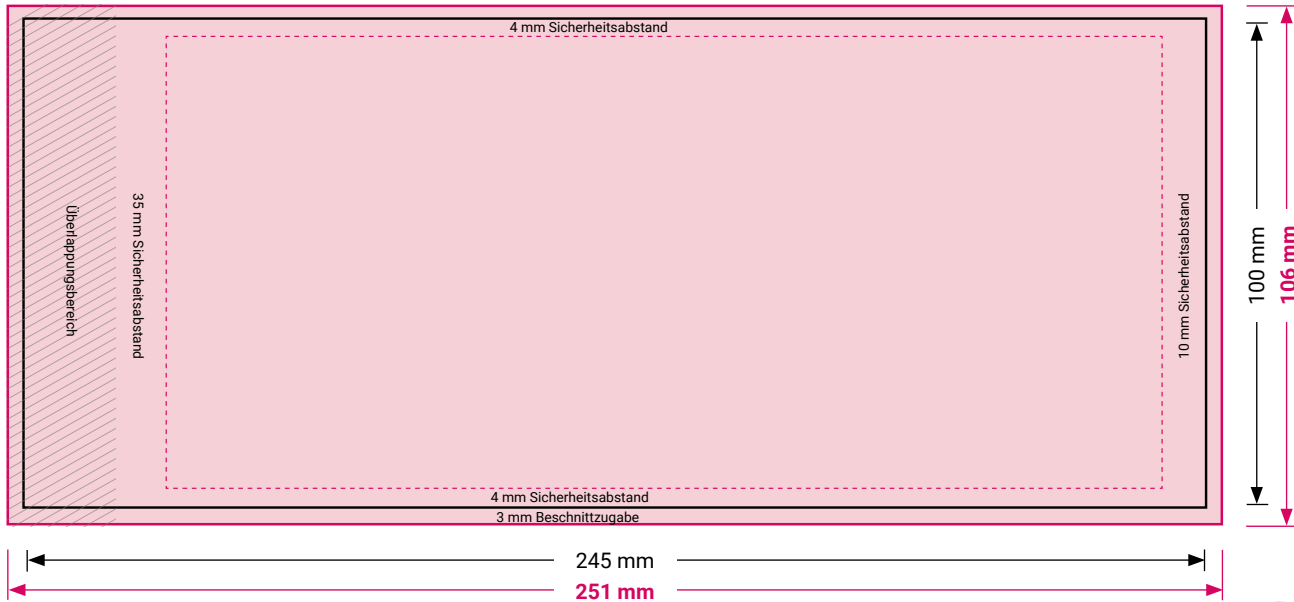 4 mm Sicherheitsabstand
Überlappungsbereich
35 mm Sicherheitsabstand
10 mm Sicherheitsabstand
100 mm
106 mm
4 mm Sicherheitsabstand
3 mm Beschnittzugabe
245 mm
251 mm